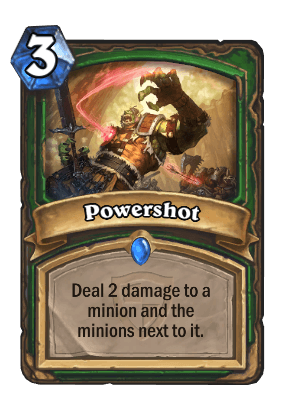 3
Powershot
Deal 2 damage to a
minion and the
minions next to it.